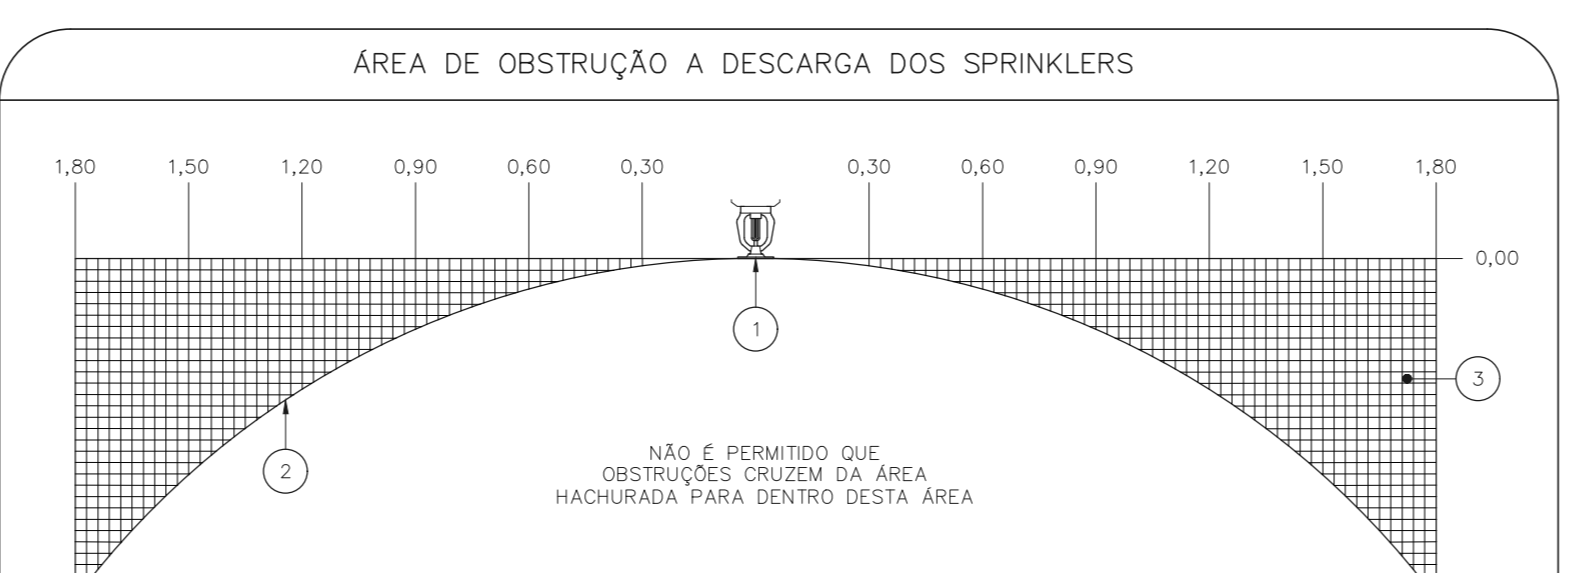 ÁREA DE OBSTRUÇÃO A DESCARGA DOS SPRINKLERS
1,80 1,50 1,20 0,90 0,60 0,30 0,30 0,60 0,90 1,20 1,50 1,80
0,00
1
3
2
NÃO É PERMITIDO QUE
OBSTRUÇÕES CRUZEM DA ÁREA
HACHURADA PARA DENTRO DESTA ÁREA